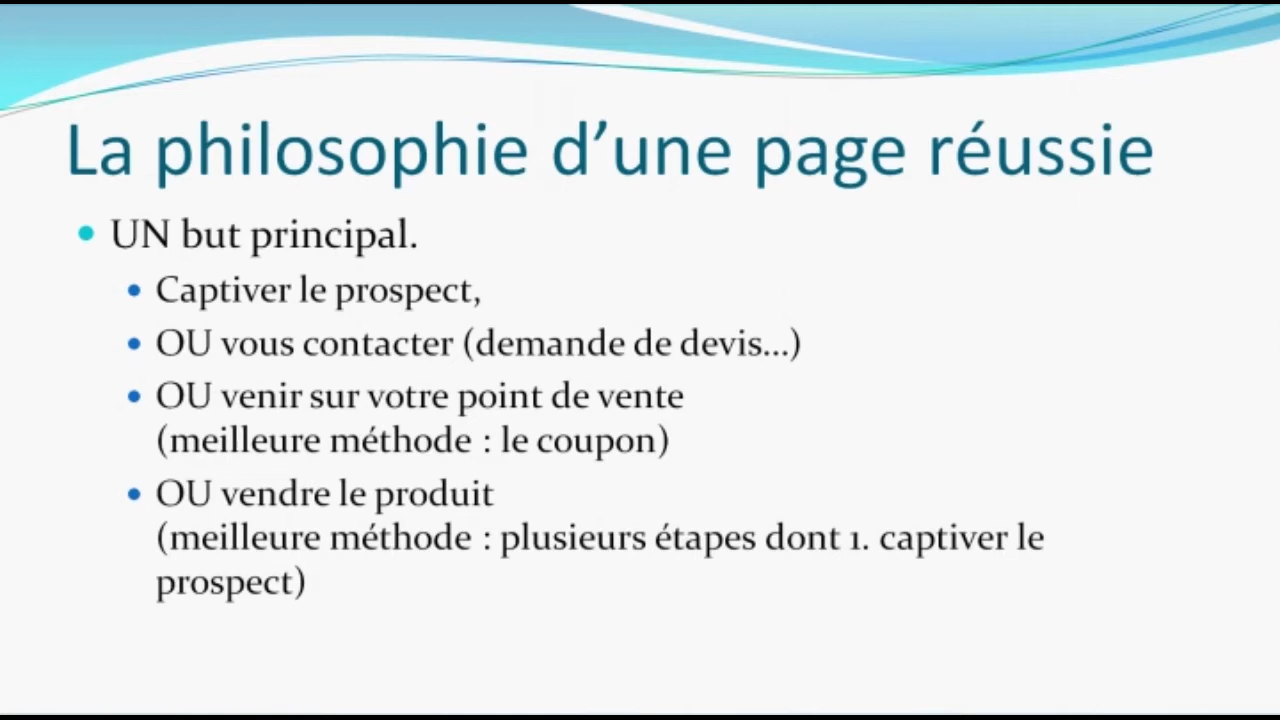 La philosophie d’une page réussie
UN but principal.
Captiver le prospect,
OU vous contacter (demande de devis...)
OU venir sur votre point de vente
(meilleure méthode : le coupon)
OU vendre le produit
(meilleure méthode : plusieurs étapes dont 1. captiver le
prospect)